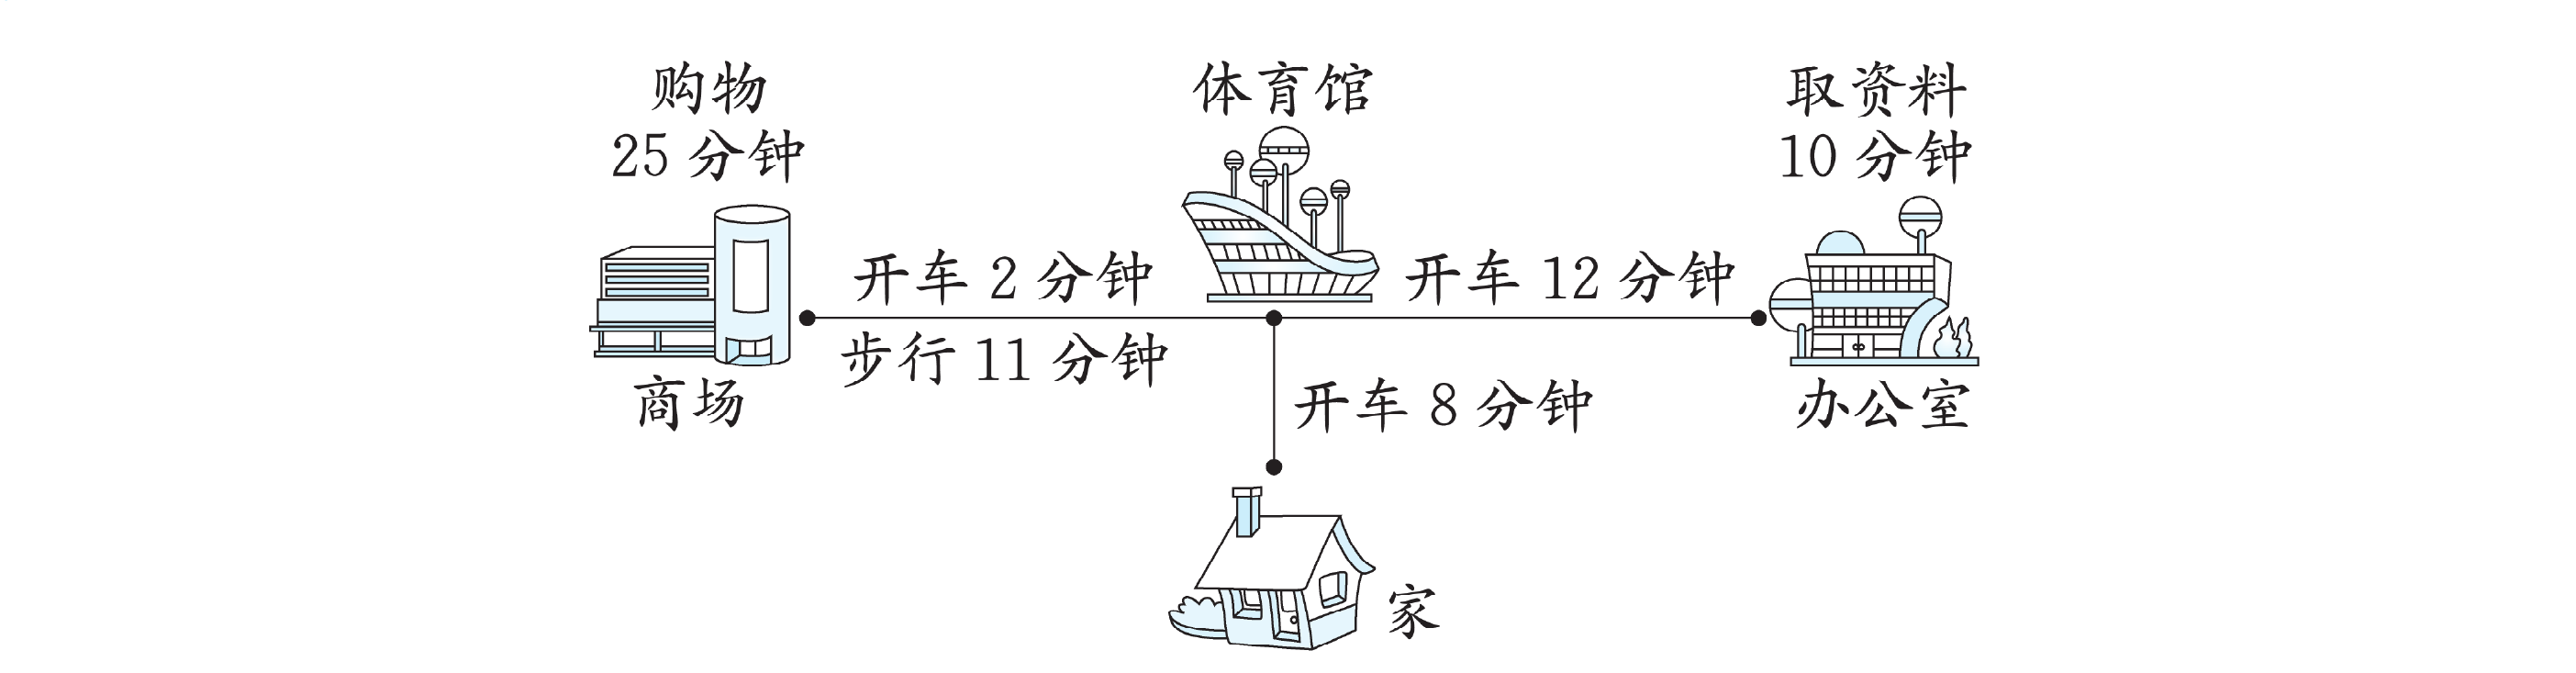 购物
25 分钟
体育馆
取资料
10 分钟
开车 2 分钟
开车 12 分钟
步行 11 分钟
商场
开车 8 分钟
办公室
家